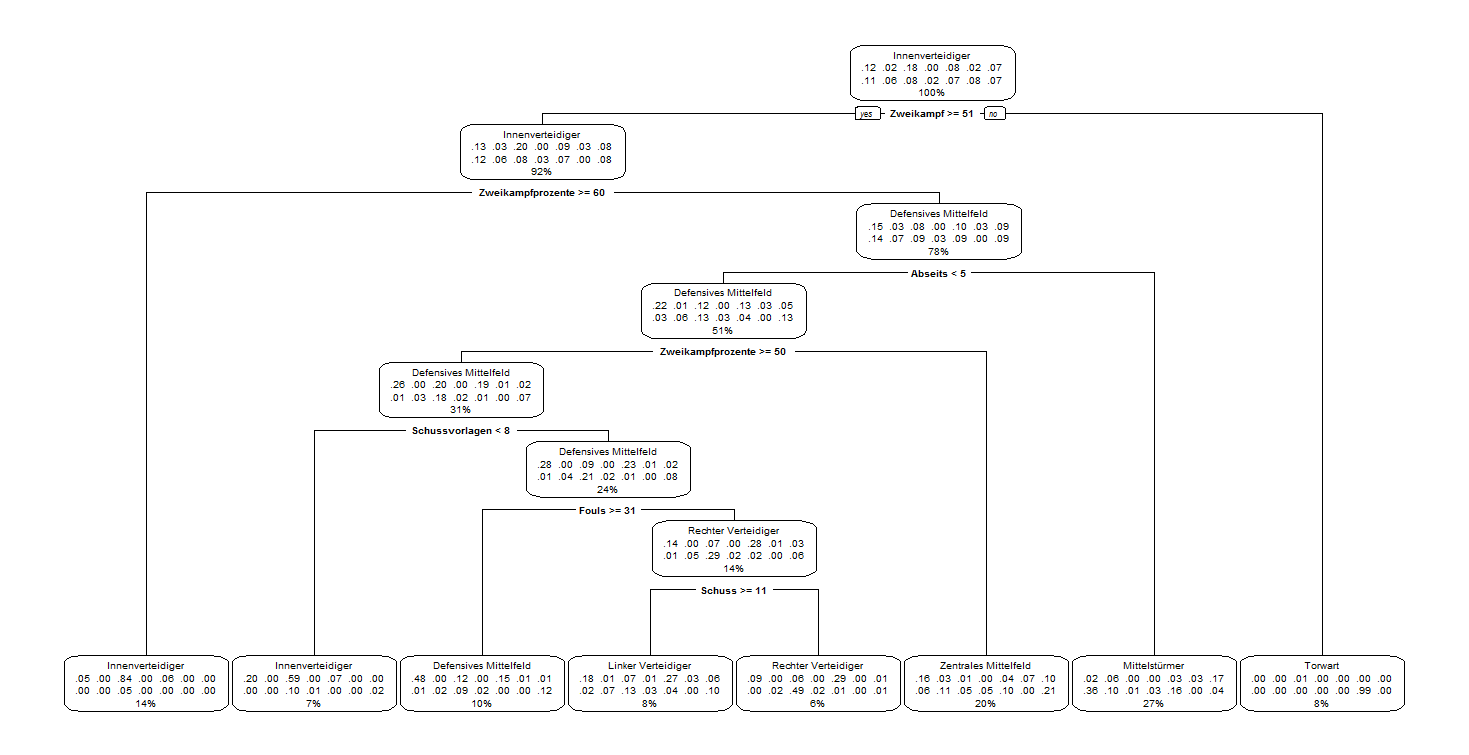 Innenverteidiger
.12 .02 .18 .00 .08 .02 .07
.11 .06 .08 .02 .07 .08 .07
100%
yes Zweikampf >= 51 no
Innenverteidiger
.13 .03 .20 .00 .09 .03 .08
.12 .06 .08 .03 .07 .00 .08
92%
Zweikampfprozente >= 60
Defensives Mittelfeld
.15 .03 .08 .00 .10 .03 .09
.14 .07 .09 .03 .09 .00 .09
78%
Abseits < 5
Defensives Mittelfeld
.22 .01 .12 .00 .13 .03 .05
.03 .06 .13 .03 .04 .00 .13
51%
Zweikampfprozente >= 50
Defensives Mittelfeld
.26 .00 .20 .00 .19 .01 .02
.01 .03 .18 .02 .01 .00 .07
31%
Schussvorlagen < 8
Defensives Mittelfeld
.28 .00 .09 .00 .23 .01 .02
.01 .04 .21 .02 .01 .00 .08
24%
Fouls >= 31
Rechter Verteidiger
.14 .00 .07 .00 .28 .01 .03
.01 .05 .29 .02 .02 .00 .06
14%
Schuss >= 11
Innenverteidiger
.05 .00 .84 .00 .06 .00 .00
.00 .00 .05 .00 .00 .00 .00
14%
Innenverteidiger
.20 .00 .59 .00 .07 .00 .00
.00 .00 .10 .01 .00 .00 .02
7%
Defensives Mittelfeld
.48 .00 .12 .00 .15 .01 .01
.01 .02 .09 .02 .00 .00 .12
10%
Linker Verteidiger
.18 .01 .07 .01 .27 .03 .06
.02 .07 .13 .03 .04 .00 .10
8%
Rechter Verteidiger
.09 .00 .06 .00 .29 .00 .01
.00 .02 .49 .02 .01 .00 .01
6%
Zentrales Mittelfeld
.16 .03 .01 .00 .04 .07 .10
.06 .11 .05 .05 .10 .00 .21
20%
Mittelstürmer
.02 .06 .00 .00 .03 .03 .17
.36 .10 .01 .03 .16 .00 .04
27%
Torwart
.00 .00 .01 .00 .00 .00 .00
.00 .00 .00 .00 .00 .99 .00
8%